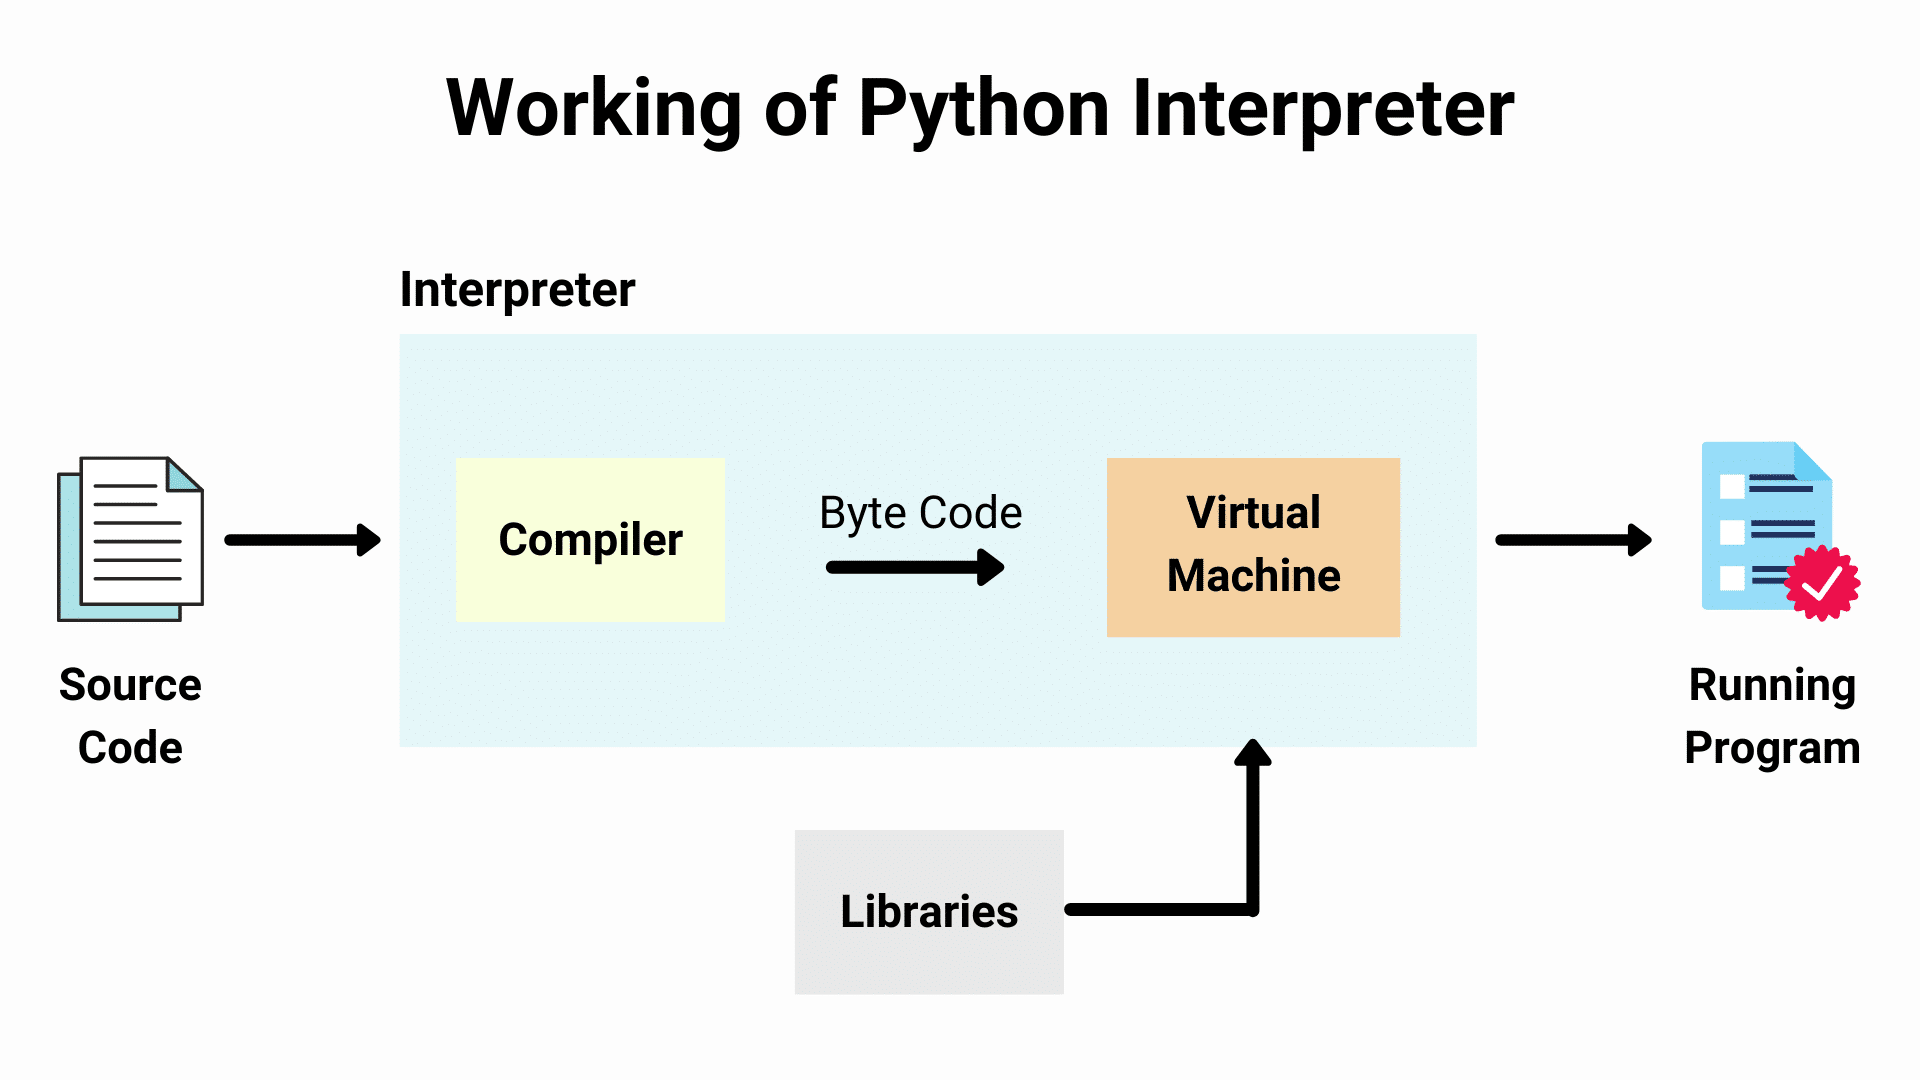 Working of Python Interpreter
Interpreter
Source
Code
Compiler
Byte Code
Virtual
Machine
Running
Program
Libraries